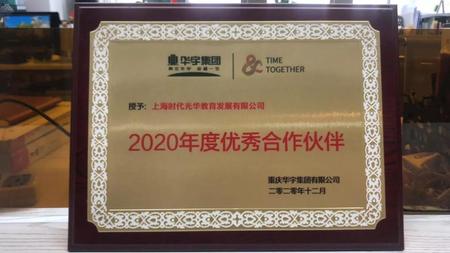 华宇集团
TIME
TOGETHER
授予：上海时代光华教育发展有限公司
2020年度优秀合作伙伴
重庆华宇集团有限公司
二〇二〇年十二月